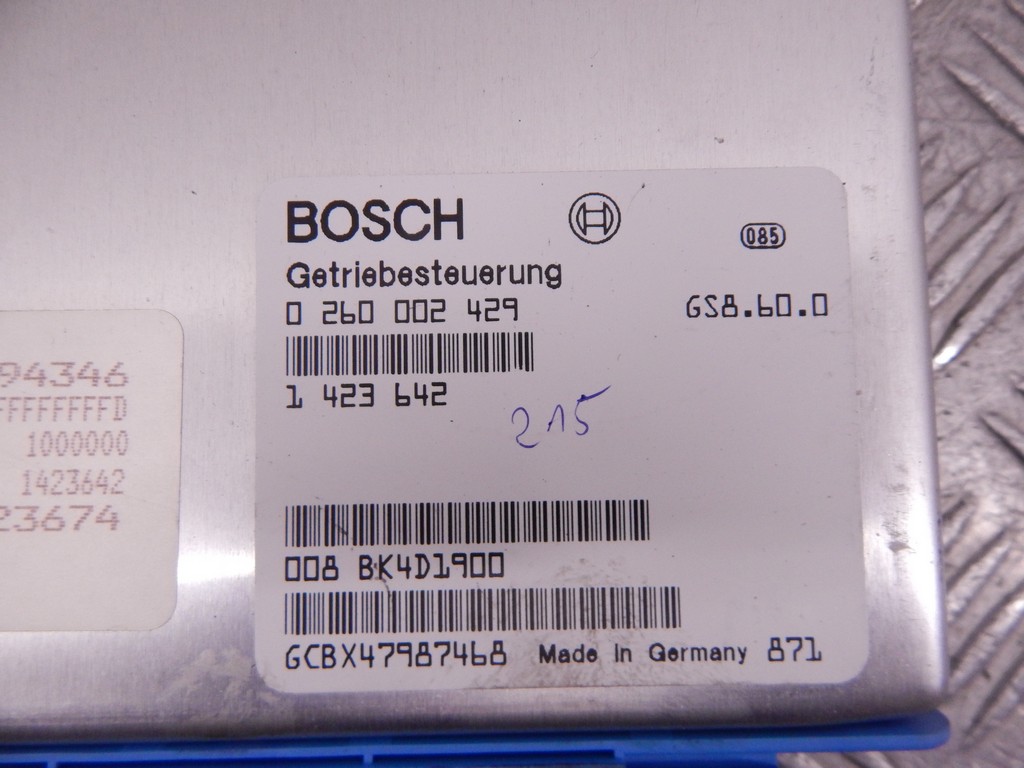 BOSCH
085
Getriebesteuerung
0 260 002 429
GS8.60.0
1 423 642
215
008 BK4D1900
GCBX47987468 Made in Germany 871
94346
FFFFFFFFD
1000000
1423642
23674